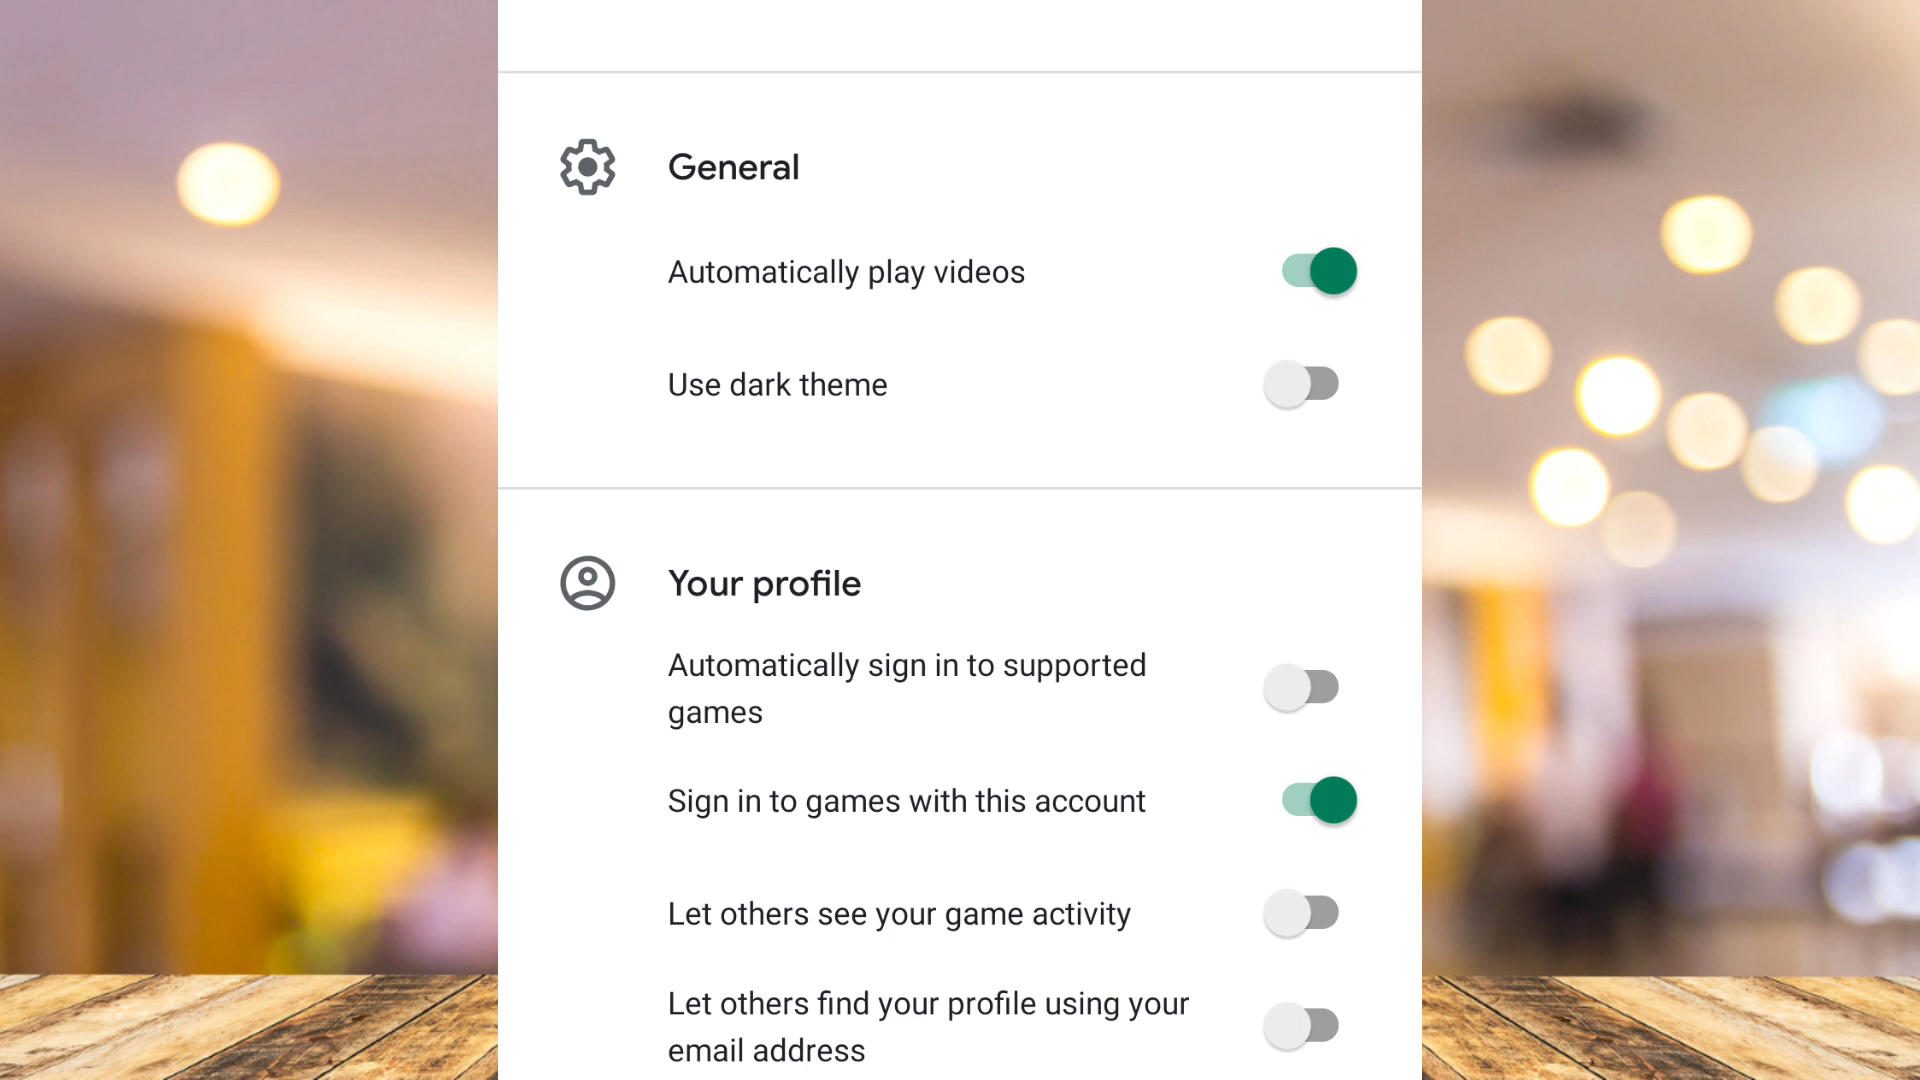 General
Automatically play videos
Use dark theme
Your profile
Automatically sign in to supported
games
Sign in to games with this account
Let others see your game activity
Let others find your profile using your
email address